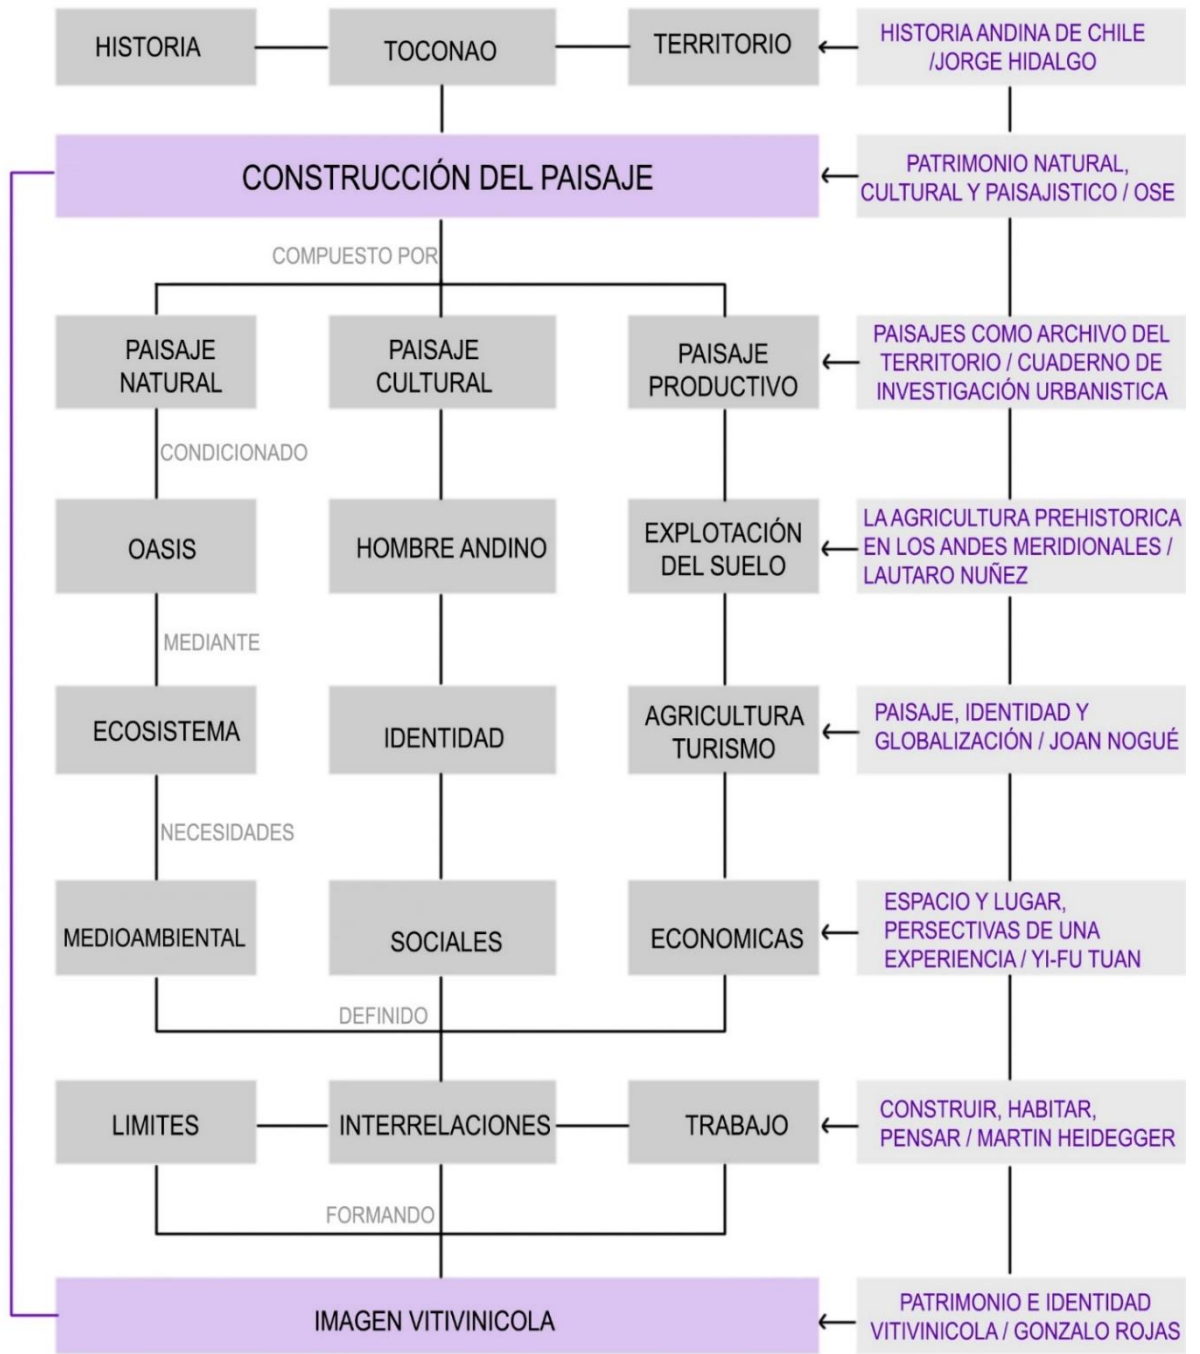 HISTORIA
TOCONAO
TERRITORIO
HISTORIA ANDINA DE CHILE
/JORGE HIDALGO
CONSTRUCCIÓN DEL PAISAJE
PATRIMONIO NATURAL,
CULTURAL Y PAISAJISTICO / OSE
COMPUESTO POR
PAISAJE
NATURAL
PAISAJE
CULTURAL
PAISAJE
PRODUCTIVO
PAISAJES COMO ARCHIVO DEL
TERRITORIO / CUADERNO DE
INVESTIGACIÓN URBANISTICA
CONDICIONADO
OASIS
HOMBRE ANDINO
EXPLOTACIÓN
DEL SUELO
LA AGRICULTURA PREHISTORICA
EN LOS ANDES MERIDIONALES /
LAUTARO NUÑEZ
MEDIANTE
ECOSISTEMA
IDENTIDAD
AGRICULTURA
TURISMO
PAISAJE, IDENTIDAD Y
GLOBALIZACIÓN / JOAN NOGUÉ
NECESIDADES
MEDIOAMBIENTAL
SOCIALES
ECONOMICAS
ESPACIO Y LUGAR,
PERSECTIVAS DE UNA
EXPERIENCIA / YI-FU TUAN
DEFINIDO
LIMITES
INTERRELACIONES
TRABAJO
CONSTRUIR, HABITAR,
PENSAR / MARTIN HEIDEGGER
FORMANDO
IMAGEN VITIVINICOLA
PATRIMONIO E IDENTIDAD
VITIVINICOLA / GONZALO ROJAS